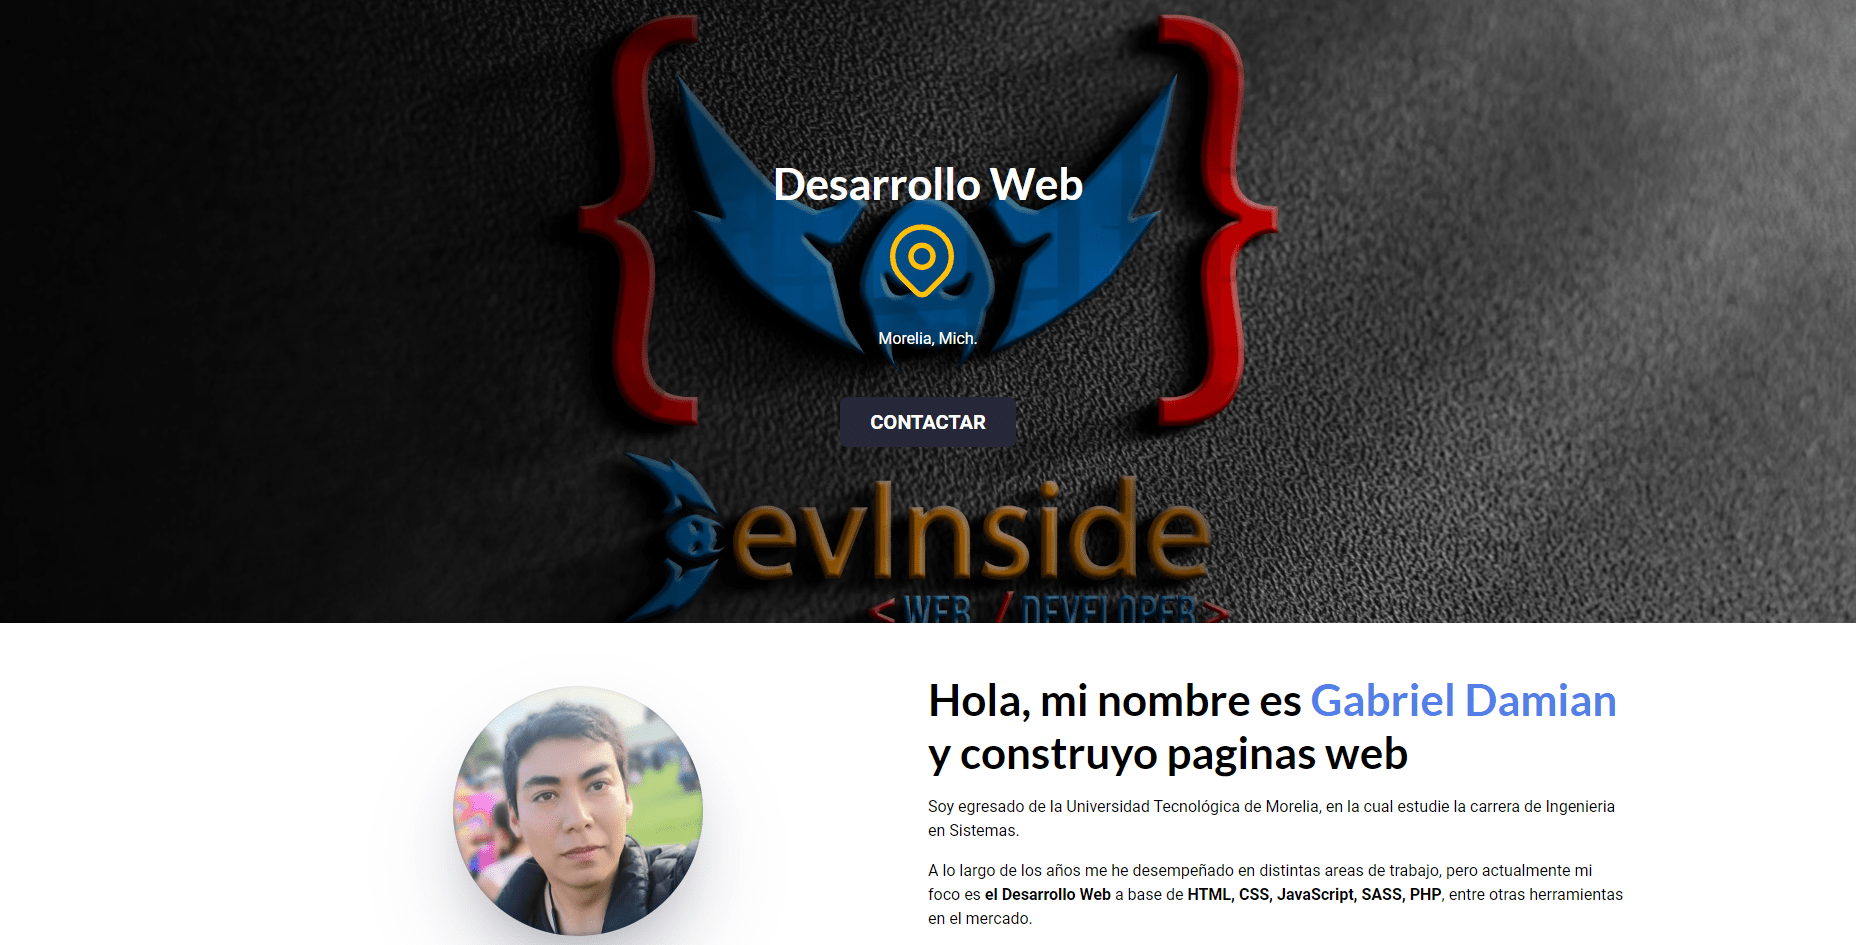 Desarrollo Web
Morelia, Mich.
CONTACTAR
evInside
<WEB / DEVELOPER>
Hola, mi nombre es Gabriel Damian
y construyo paginas web
Soy egresado de la Universidad Tecnológica de Morelia, en la cual estudie la carrera de Ingenieria
en Sistemas.
A lo largo de los años me he desempeñado en distintas areas de trabajo, pero actualmente mi
foco es el Desarrollo Web a base de HTML, CSS, JavaScript, SASS, PHP, entre otras herramientas
en el mercado.